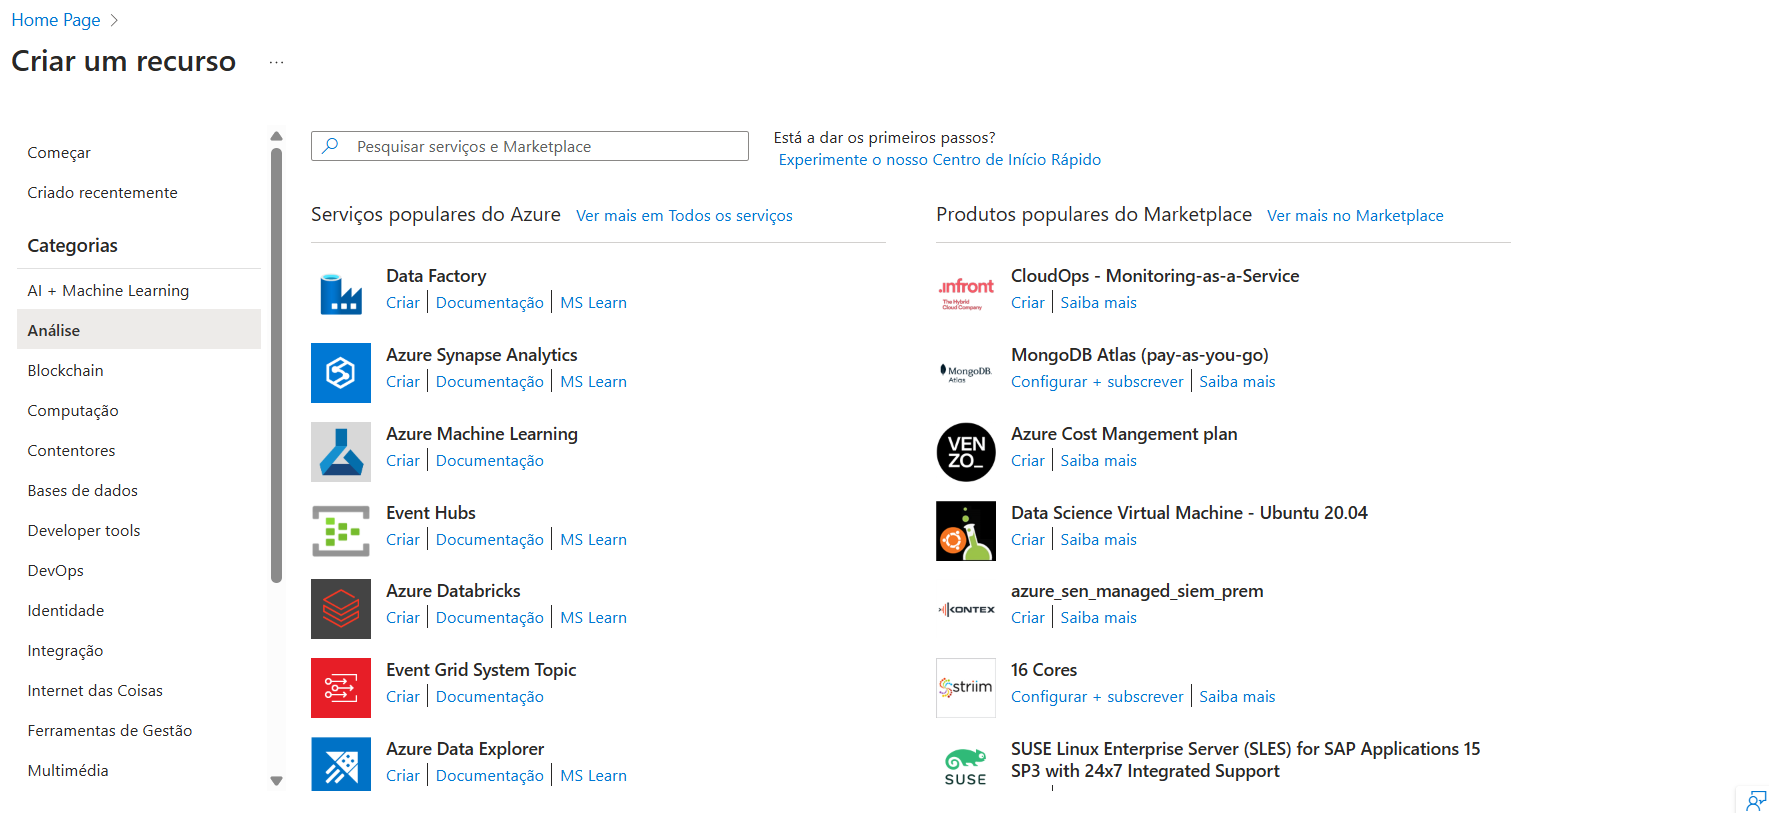 Home Page
Criar um recurso
...
Começar
Criado recentemente
Categorias
AI + Machine Learning
Análise
Blockchain
Computação
Contentores
Bases de dados
Developer tools
DevOps
Identidade
Integração
Internet das Coisas
Ferramentas de Gestão
Multimédia
Pesquisar serviços e Marketplace
Está a dar os primeiros passos?
Experimente o nosso Centro de Início Rápido
Serviços populares do Azure Ver mais em Todos os serviços
Data Factory
Criar | Documentação | MS Learn
Azure Synapse Analytics
Criar | Documentação | MS Learn
Azure Machine Learning
Criar | Documentação
Event Hubs
Criar | Documentação | MS Learn
Azure Databricks
Criar | Documentação | MS Learn
Event Grid System Topic
Criar | Documentação
Azure Data Explorer
Criar | Documentação | MS Learn
Produtos populares do Marketplace Ver mais no Marketplace
.infront
The Hybrid
Cloud Company
CloudOps - Monitoring-as-a-Service
Criar | Saiba mais
MongoDB.
Atlas
MongoDB Atlas (pay-as-you-go)
Configurar + subscrever | Saiba mais
VEN
ZO_
Azure Cost Mangement plan
Criar | Saiba mais
Data Science Virtual Machine - Ubuntu 20.04
Criar | Saiba mais
KONTEX
azure_sen_managed_siem_prem
Criar | Saiba mais
striim
16 Cores
Configurar + subscrever | Saiba mais
SUSE
SUSE Linux Enterprise Server (SLES) for SAP Applications 15
SP3 with 24x7 Integrated Support